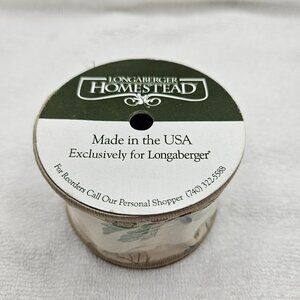 LONGABERGER
HOMESTEAD
Made in the USA
Exclusively for Longaberger®
For Reorders Call Our Personal Shopper (740) 322-5588